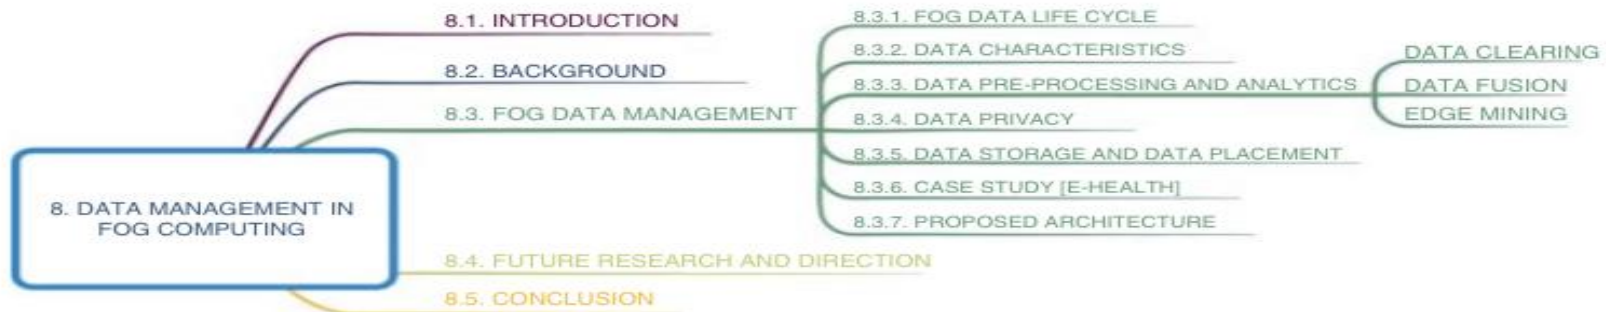 8. DATA MANAGEMENT IN
FOG COMPUTING
8.1. INTRODUCTION
8.2. BACKGROUND
8.3. FOG DATA MANAGEMENT
8.3.1. FOG DATA LIFE CYCLE
8.3.2. DATA CHARACTERISTICS
8.3.3. DATA PRE-PROCESSING AND ANALYTICS
DATA CLEARING
DATA FUSION
EDGE MINING
8.3.4. DATA PRIVACY
8.3.5. DATA STORAGE AND DATA PLACEMENT
8.3.6. CASE STUDY [E-HEALTH]
8.3.7. PROPOSED ARCHITECTURE
8.4. FUTURE RESEARCH AND DIRECTION
8.5. CONCLUSION